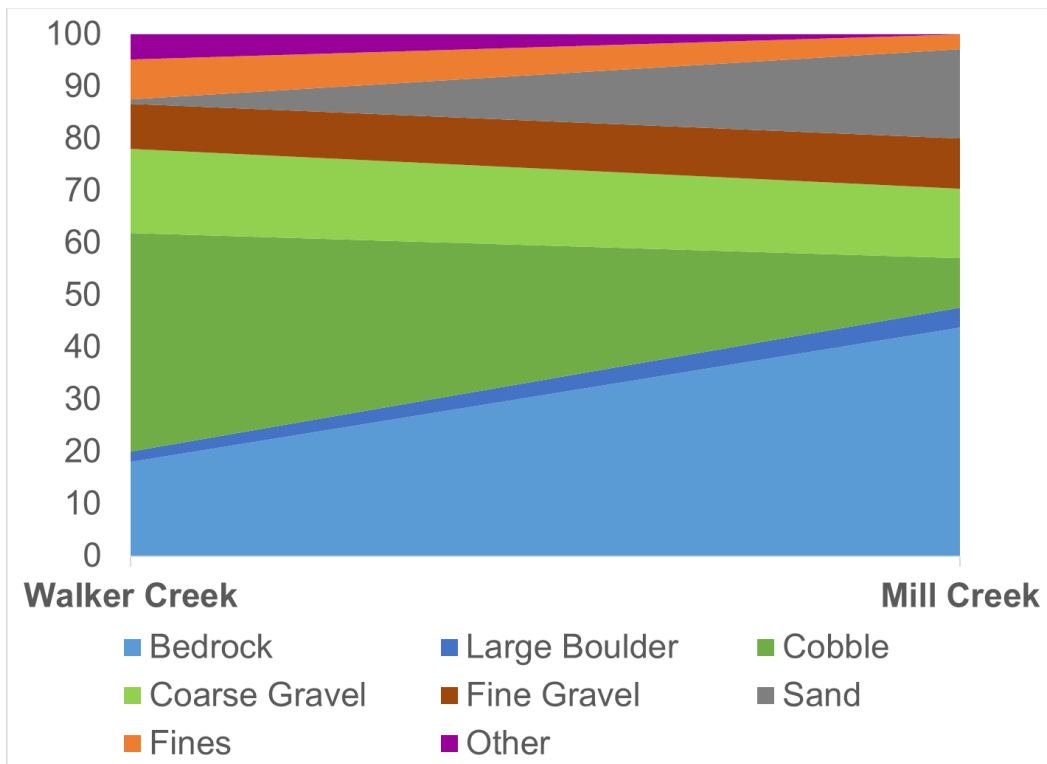 100
90
80
70
60
50
40
30
20
10
0
Walker Creek Mill Creek
Bedrock Large Boulder Cobble
Coarse Gravel Fine Gravel Sand
Fines Other